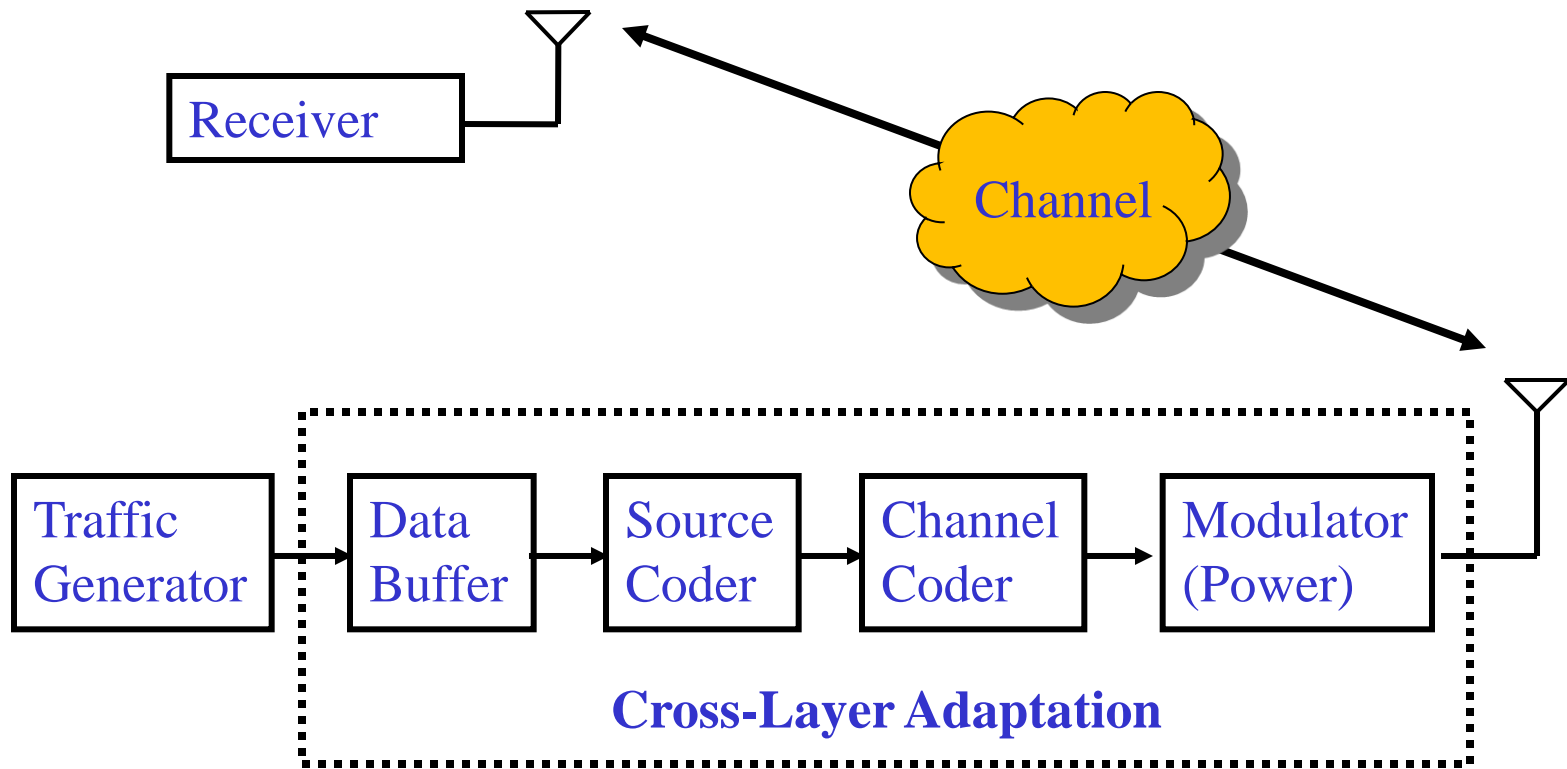 Receiver
Channel
Traffic
Generator
Data
Buffer
Source
Coder
Channel
Coder
Modulator
(Power)
Cross-Layer Adaptation